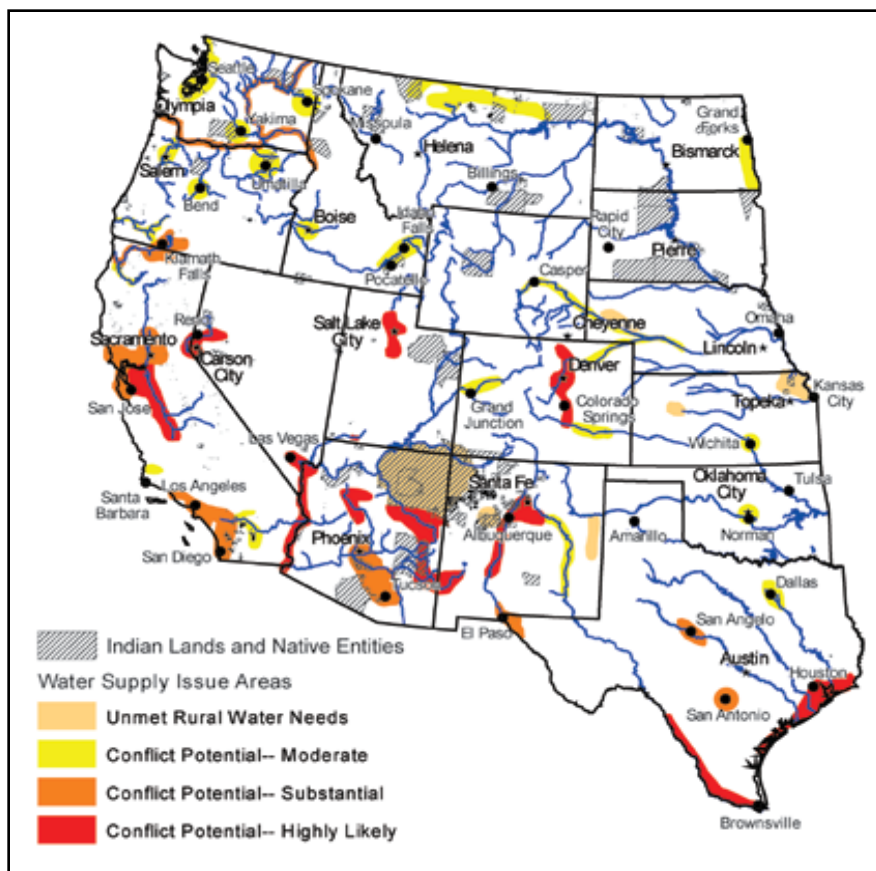 Seattle
Spokane
Olympia
Yakima
Missoula
Helena
Grand
Forks
Bismarck
Salem
Umatilla
Bend
Billings
Boise
Idaho
Falls
Rapid
City
Pierre
Klamath
Falls
Pocatello
Casper
Reno
Salt Lake
City
Cheyenne
Omaha
Sacramento
Carson
City
Lincoln
Denver
San Jose
Grand
Junction
Colorado
Springs
Topeka
Kansas
City
Las Vegas
Wichita
Santa Fe
Oklahoma
City
Tulsa
Los Angeles
Santa
Barbara
Albuquerque
Amarillo
Norman
Phoenix
San Diego
Tucson
Dallas
El Paso
San Angelo
Austin
Houston
San Antonio
Brownsville
Indian Lands and Native Entities
Water Supply Issue Areas
Unmet Rural Water Needs
Conflict Potential-- Moderate
Conflict Potential-- Substantial
Conflict Potential-- Highly Likely